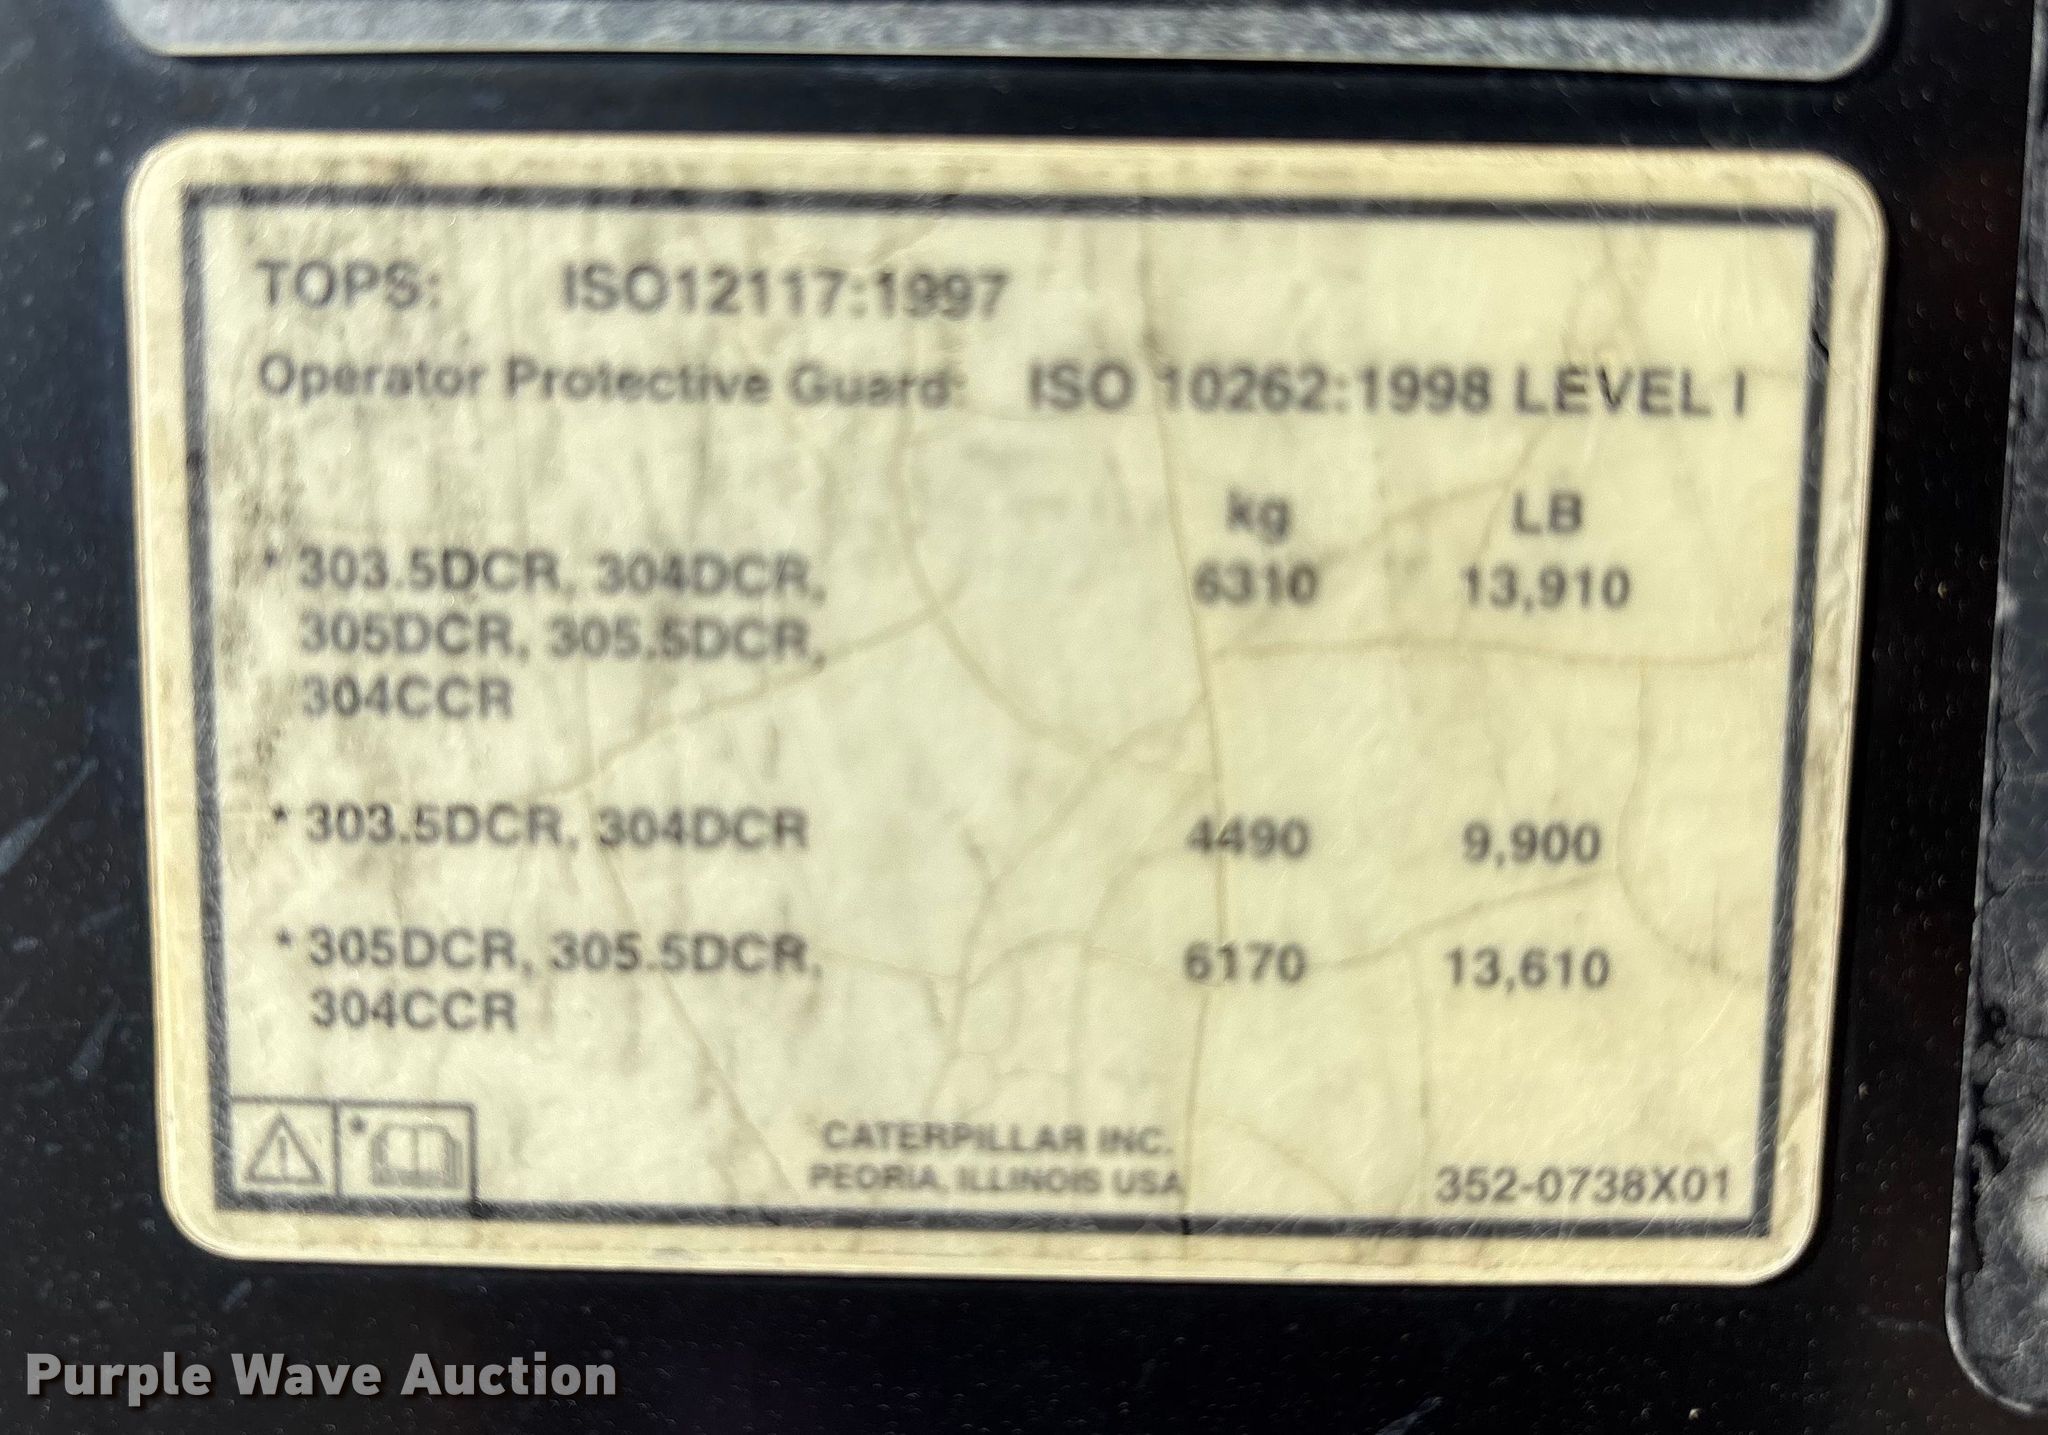 TOPS: ISO12117:1997
Operator Protective Guard: ISO 10262:1998 LEVEL I
kg LB
* 303.5DCR, 304DCR, 6310 13,910
305DCR, 305.5DCR,
304CCR
* 303.5DCR, 304DCR 4490 9,900
* 305DCR, 305.5DCR, 6170 13,610
304CCR
*
CATERPILLAR INC.
PEORIA, ILLINOIS USA
352-0738X01
Purple Wave Auction